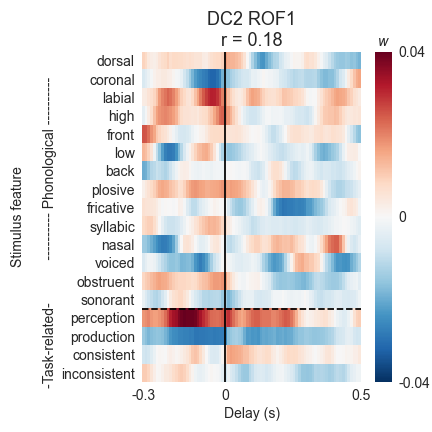 DC2 ROF1
r = 0.18
w
dorsal
coronal
labial
high
front
low
back
plosive
fricative
syllabic
nasal
voiced
obstruent
sonorant
perception
production
consistent
inconsistent
Stimulus feature
---------- Phonological ----------
-Task-related-
0.04
0
-0.04
-0.3
0
0.5
Delay (s)